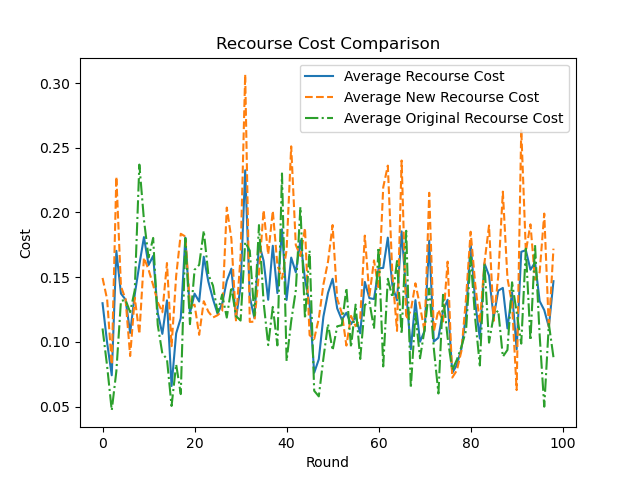 Recourse Cost Comparison
Average Recourse Cost
Average New Recourse Cost
Average Original Recourse Cost
0.30
0.25
0.20
0.15
0.10
0.05
Cost
0 20 40 60 80 100
Round